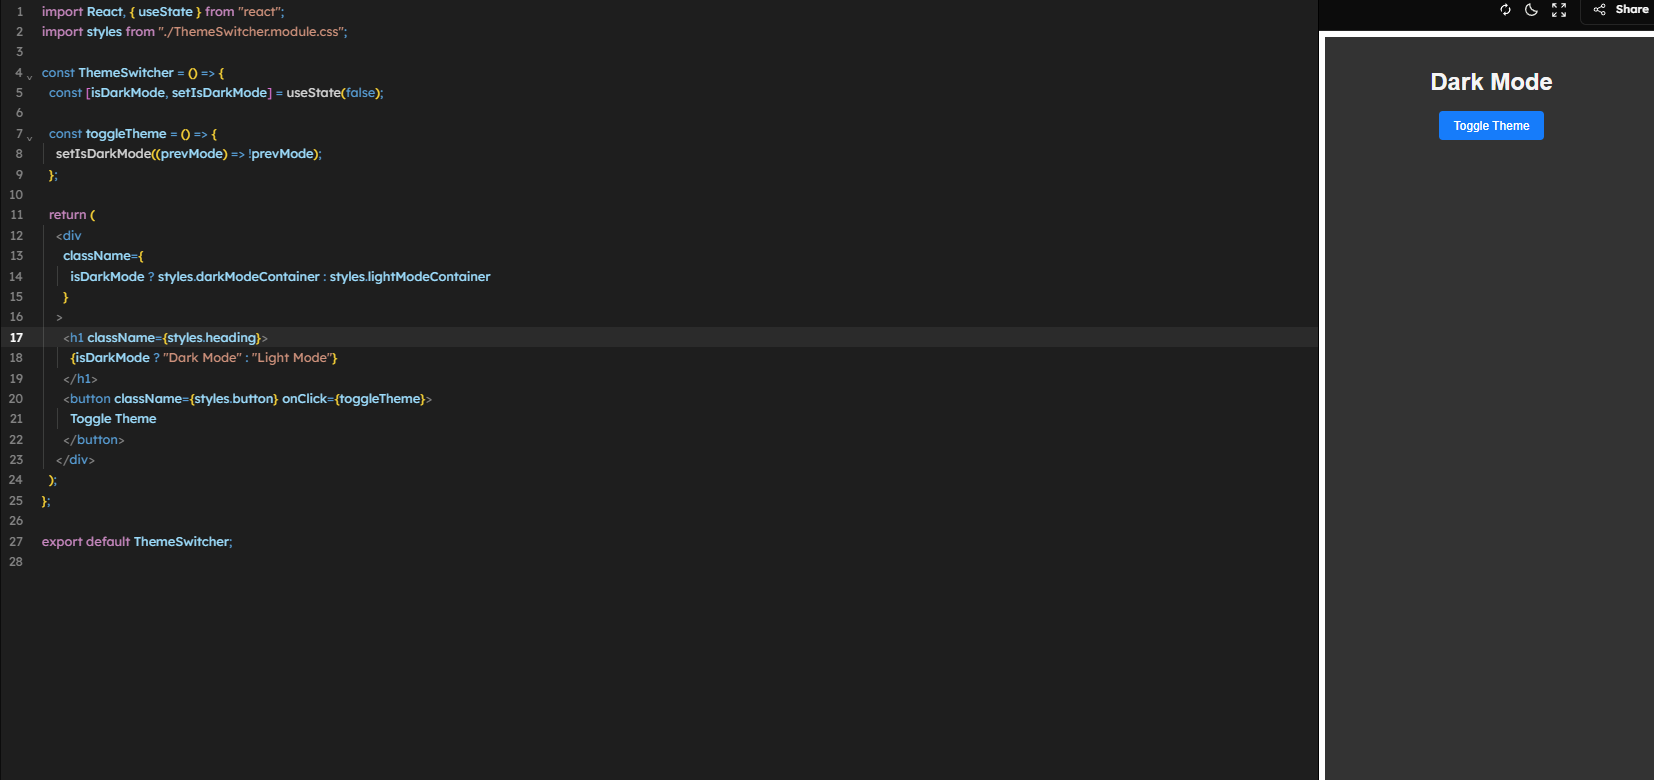 1 import React, { useState } from "react";
2 import styles from "./ThemeSwitcher.module.css";
3
4 const ThemeSwitcher = () => {
5 const [isDarkMode, setIsDarkMode] = useState(false);
6
7 const toggleTheme = () => {
8 setIsDarkMode((prevMode) => !prevMode);
9 };
10
11 return (
12 <div
13 className={
14 isDarkMode ? styles.darkModeContainer : styles.lightModeContainer
15 }
16 >
17 <h1 className={styles.heading}>
18 {isDarkMode ? "Dark Mode" : "Light Mode"}
19 </h1>
20 <button className={styles.button} onClick={toggleTheme}>
21 Toggle Theme
22 </button>
23 </div>
24 );
25 };
26
27 export default ThemeSwitcher;
28
Share
Dark Mode
Toggle Theme